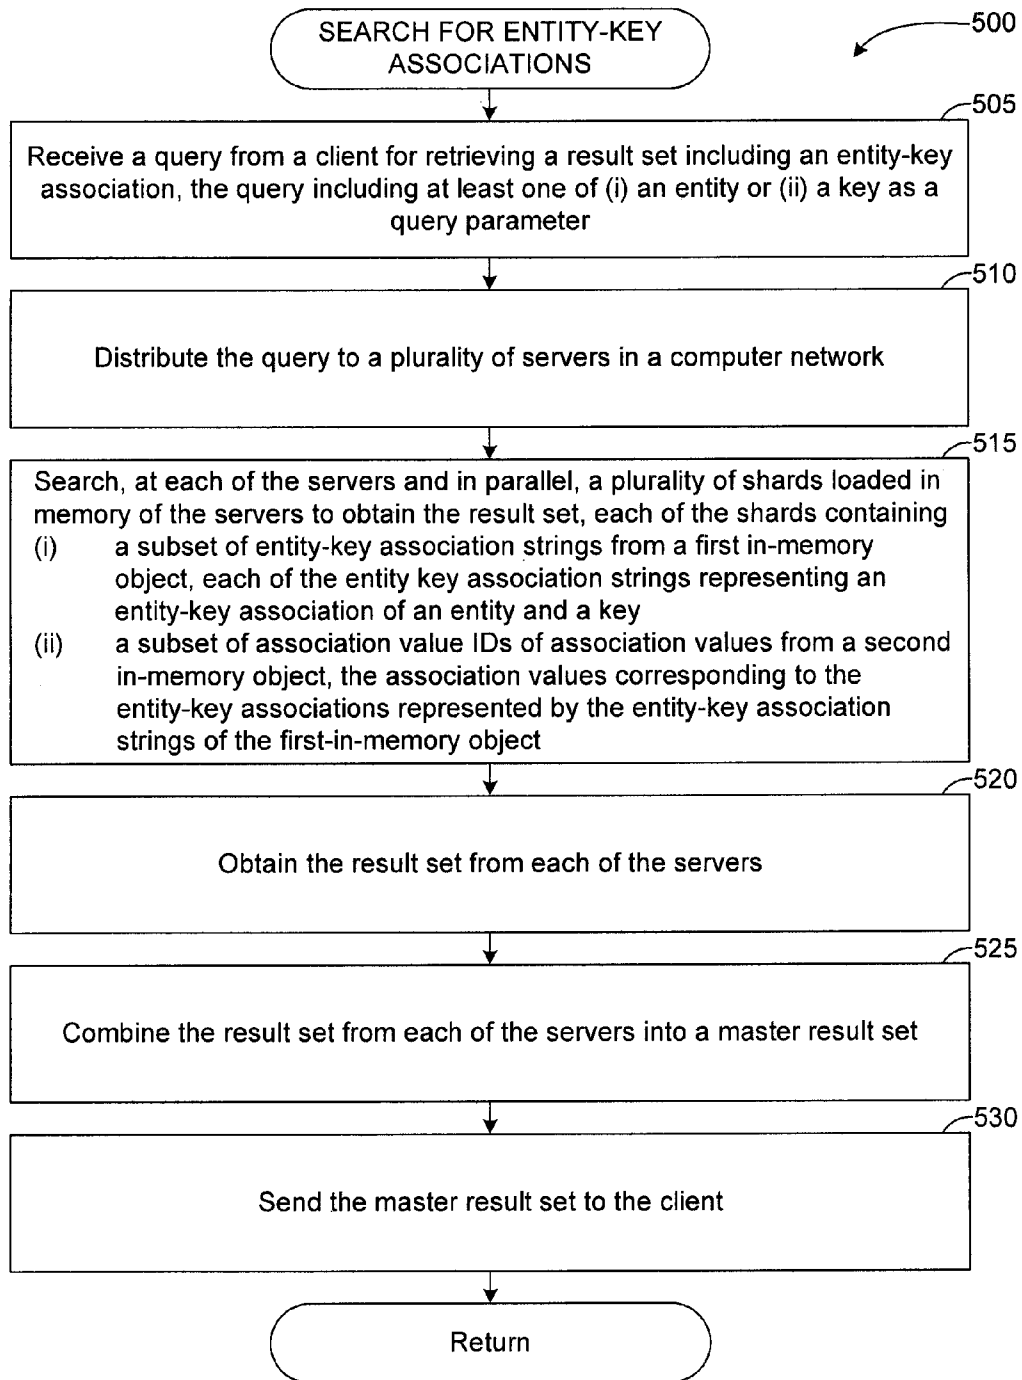 SEARCH FOR ENTITY-KEY
ASSOCIATIONS
500
505
Receive a query from a client for retrieving a result set including an entity-key
association, the query including at least one of (i) an entity or (ii) a key as a
query parameter
510
Distribute the query to a plurality of servers in a computer network
515
Search, at each of the servers and in parallel, a plurality of shards loaded in
memory of the servers to obtain the result set, each of the shards containing
(i) a subset of entity-key association strings from a first in-memory
object, each of the entity key association strings representing an
entity-key association of an entity and a key
(ii) a subset of association value IDs of association values from a second
in-memory object, the association values corresponding to the
entity-key associations represented by the entity-key association
strings of the first-in-memory object
520
Obtain the result set from each of the servers
525
Combine the result set from each of the servers into a master result set
530
Send the master result set to the client
Return